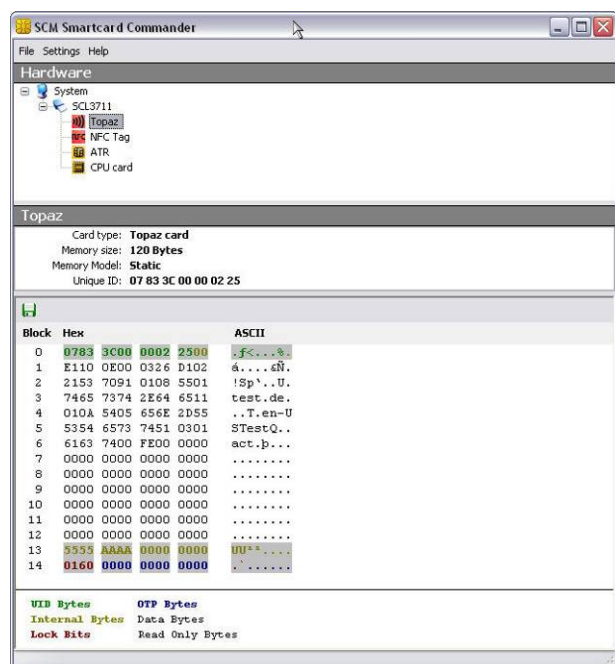 SCM Smartcard Commander
File Settings Help
Hardware
System
SCL3711
Topaz
NFC Tag
ATR
CPU card
Topaz
Card type: Topaz card
Memory size: 120 Bytes
Memory Model: Static
Unique ID: 07 83 3C 00 00 02 25
Block Hex ASCII
0 0783 3C00 0002 2500 .ƒ<...%.
1 E110 0E00 0326 D102 á....&Ñ.
2 2153 7091 0108 5501 !Sp‘..U.
3 7465 7374 2E64 6511 test.de.
4 010A 5405 656E 2D55 ..T.en-U
5 5354 6573 7451 0301 STestQ..
6 6163 7400 FE00 0000 act.þ...
7 0000 0000 0000 0000 ........
8 0000 0000 0000 0000 ........
9 0000 0000 0000 0000 ........
10 0000 0000 0000 0000 ........
11 0000 0000 0000 0000 ........
12 0000 0000 0000 0000 ........
13 5555 AAAA 0000 0000 UUªª....
14 0160 0000 0000 0000 .`......
UID Bytes OTP Bytes
Internal Bytes Data Bytes
Lock Bits Read Only Bytes